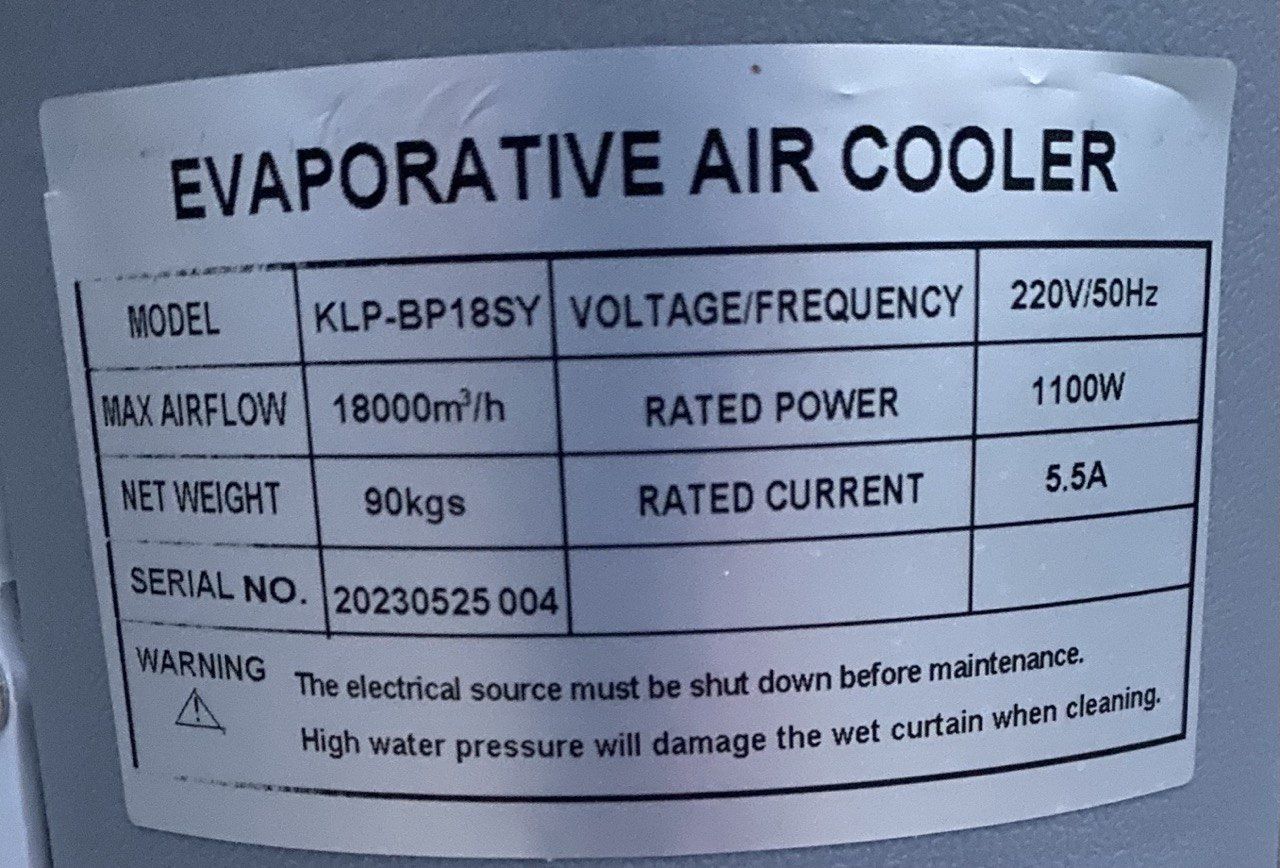 EVAPORATIVE AIR COOLER
MODEL KLP-BP18SY VOLTAGE/FREQUENCY 220V/50Hz
MAX AIRFLOW 18000m³/h RATED POWER 1100W
NET WEIGHT 90kgs RATED CURRENT 5.5A
SERIAL NO. 20230525 004
WARNING The electrical source must be shut down before maintenance.
High water pressure will damage the wet curtain when cleaning.